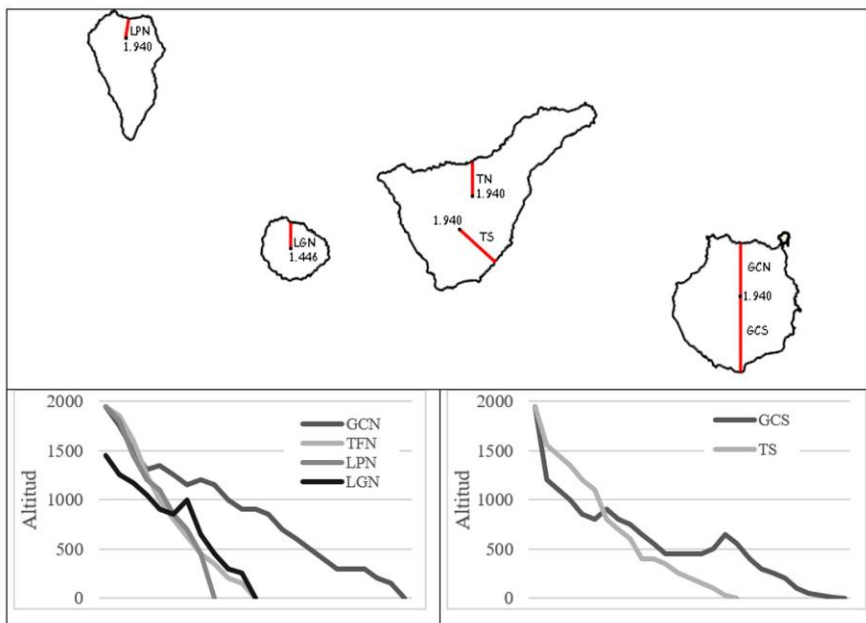 LPN
1.940
TN
1.940
1.940
TS
LGN
1.446
GCN
1.940
GCS
2000
1500
1000
500
0
Altitud
GCN
TFN
LPN
LGN
2000
1500
1000
500
0
Altitud
GCS
TS